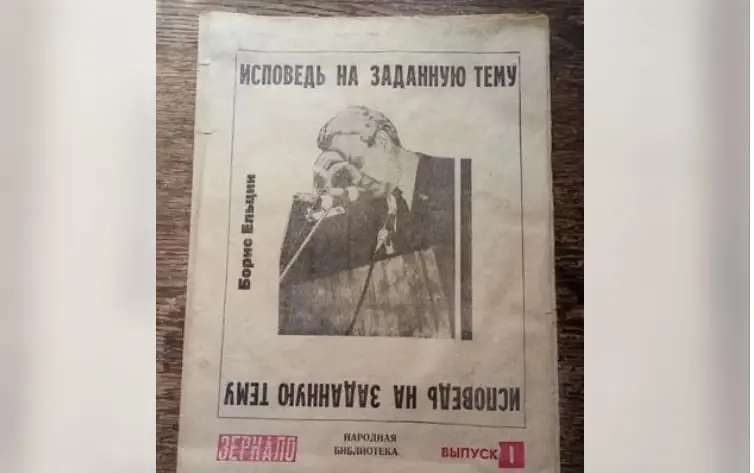 ИСПОВЕДЬ НА ЗАДАННУЮ ТЕМУ
Борис Ельцин
ИСПОВЕДЬ НА ЗАДАННУЮ ТЕМУ
ЗЕРКАЛО
НАРОДНАЯ
БИБЛИОТЕКА
ВЫПУСК 1